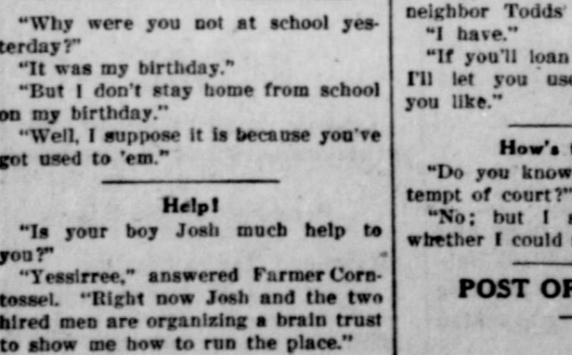 "Why were you not at school yes-
terday?"
"It was my birthday."
"But I don't stay home from school
on my birthday."
"Well, I suppose it is because you've
got used to 'em."
Help!
"Is your boy Josh much help to
you?"
"Yessirree," answered Farmer Corn-
tossel. "Right now Josh and the two
hired men are organizing a brain trust
to show me how to run the place."
neighbor Todds'
"I have."
"If you'll loan
I'll let you use
you like."
How's
"Do you know
tempt of court?"
"No; but I
whether I could
POST OF